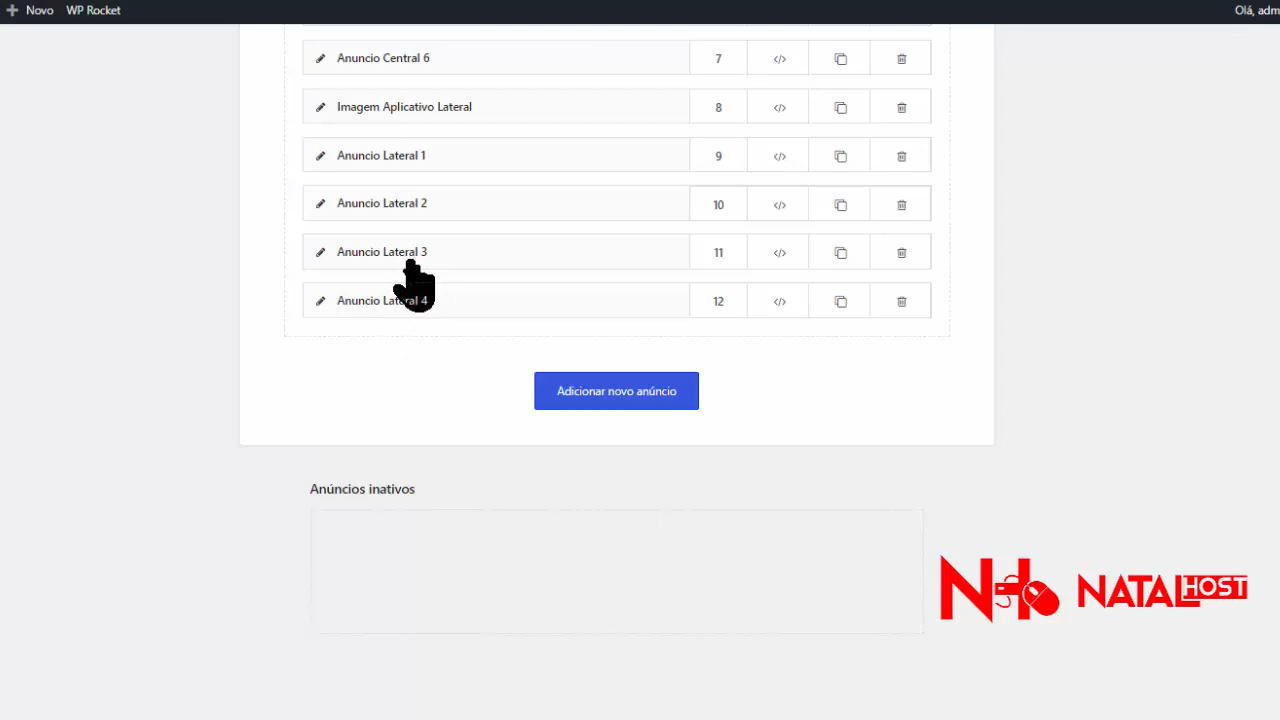 Novo WP Rocket Olá, adm
Anuncio Central 6 7 </>
Imagem Aplicativo Lateral 8 </>
Anuncio Lateral 1 9 </>
Anuncio Lateral 2 10 </>
Anuncio Lateral 3 11 </>
Anuncio Lateral 4 12 </>
Adicionar novo anúncio
Anúncios inativos
NATALHOST